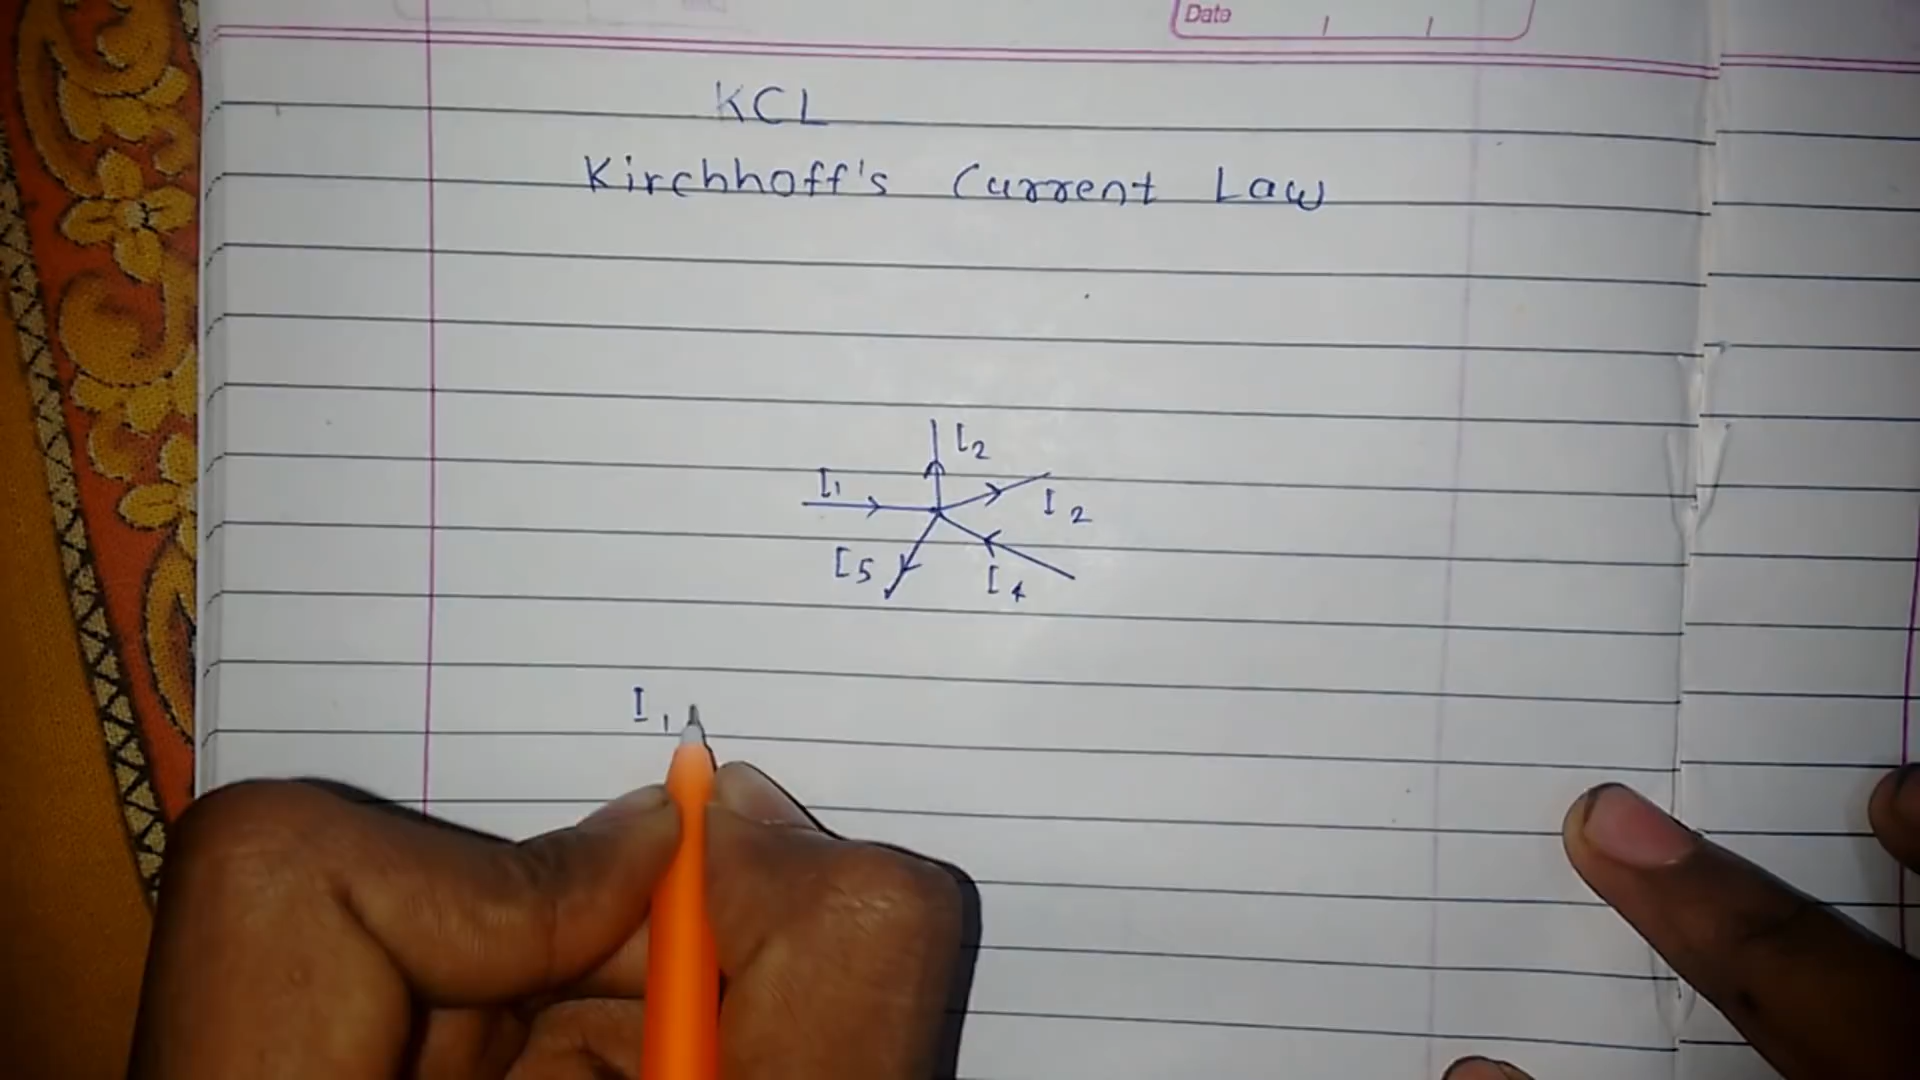 Date
KCL
Kirchhoff's Current Law
I2
I1
I2
I5
I4
I1